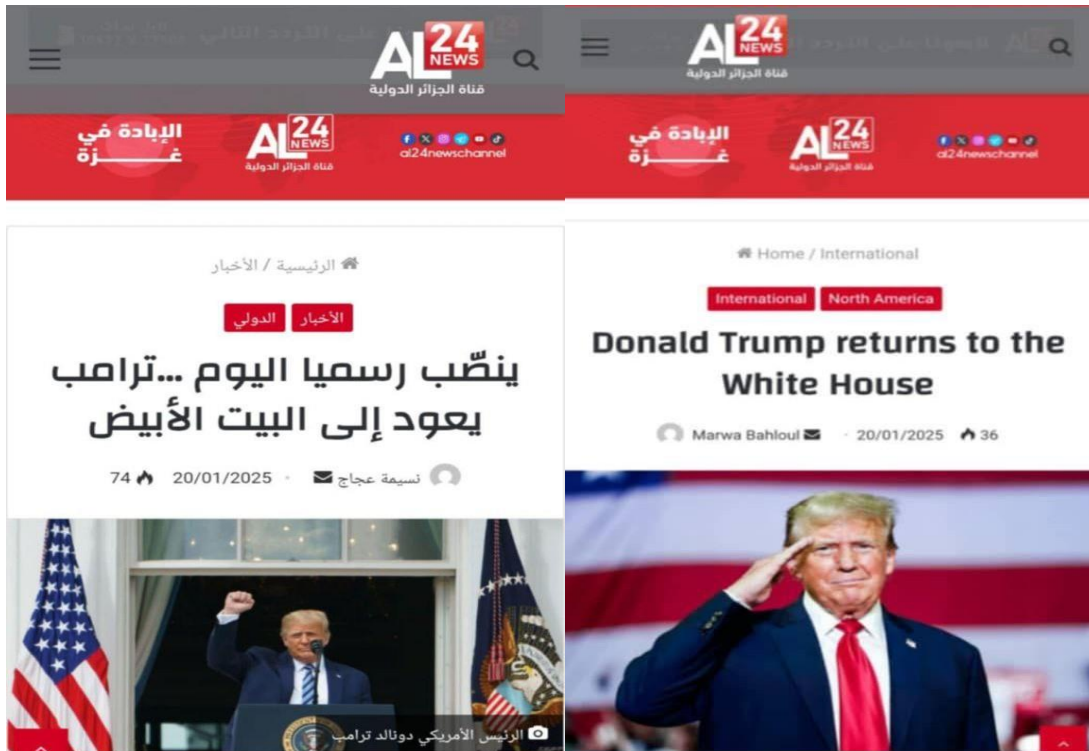 AL 24 NEWS
قناة الجزائر الدولية
الإبادة في
غـــــزة
AL 24 NEWS
قناة الجزائر الدولية
al24newschannel
الرئيسية / الأخبار
الأخبار
الدولي
ينصّب رسميا اليوم ...ترامب
يعود إلى البيت الأبيض
نسيمة عجاج
20/01/2025
74
الرئيس الأمريكي دونالد ترامب
AL 24 NEWS
قناة الجزائر الدولية
الإبادة في
غـــــزة
AL 24 NEWS
قناة الجزائر الدولية
al24newschannel
Home / International
International
North America
Donald Trump returns to the
White House
Marwa Bahloul · 20/01/2025 36